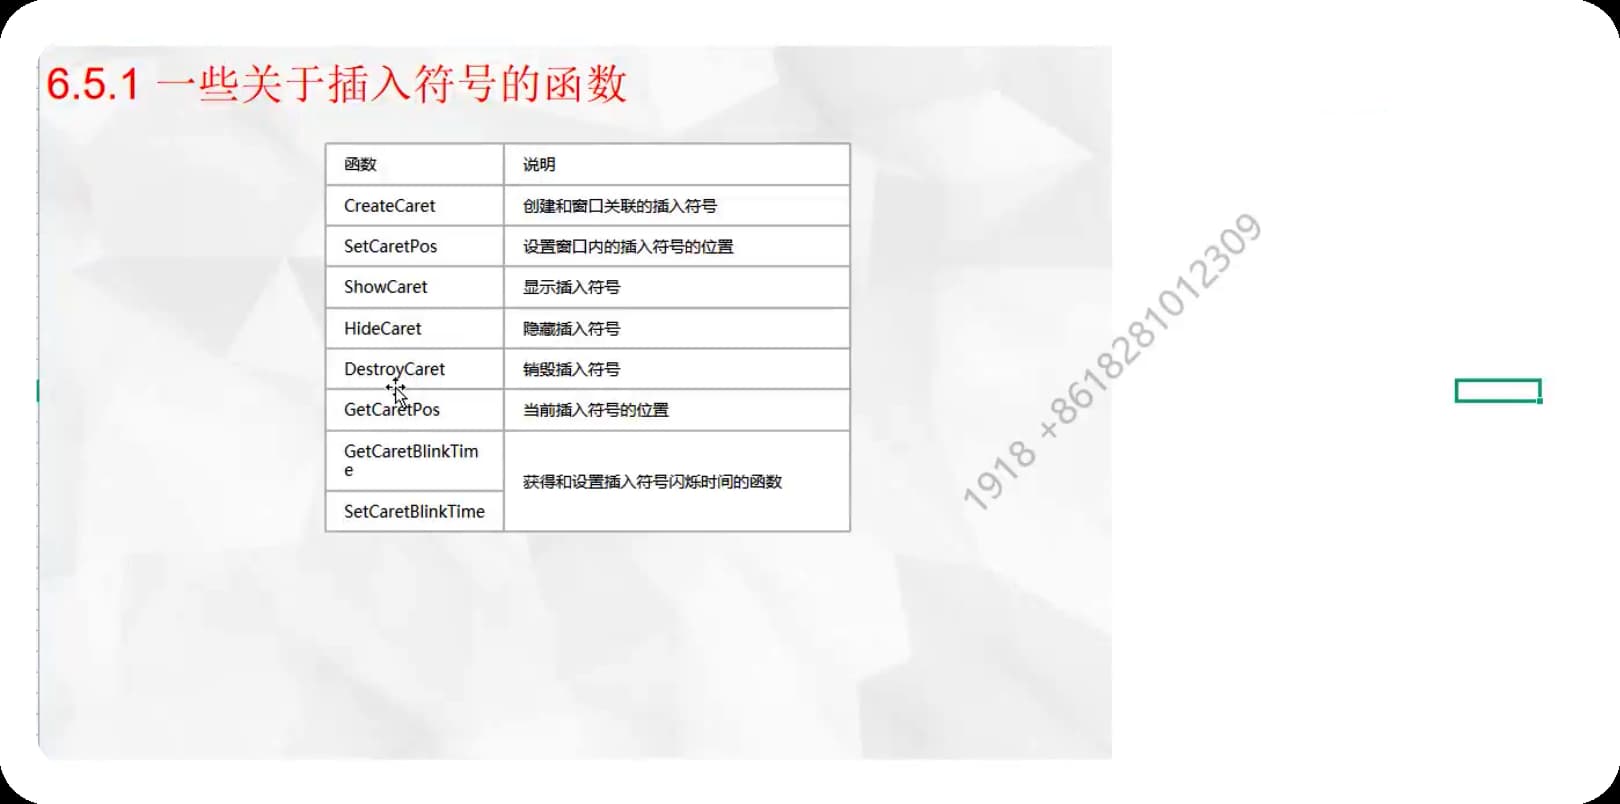 6.5.1 一些关于插入符号的函数
函数 说明
CreateCaret 创建和窗口关联的插入符号
SetCaretPos 设置窗口内的插入符号的位置
ShowCaret 显示插入符号
HideCaret 隐藏插入符号
DestroyCaret 销毁插入符号
GetCaretPos 当前插入符号的位置
GetCaretBlinkTim
e
获得和设置插入符号闪烁时间的函数
SetCaretBlinkTime
1918 +8618281012309